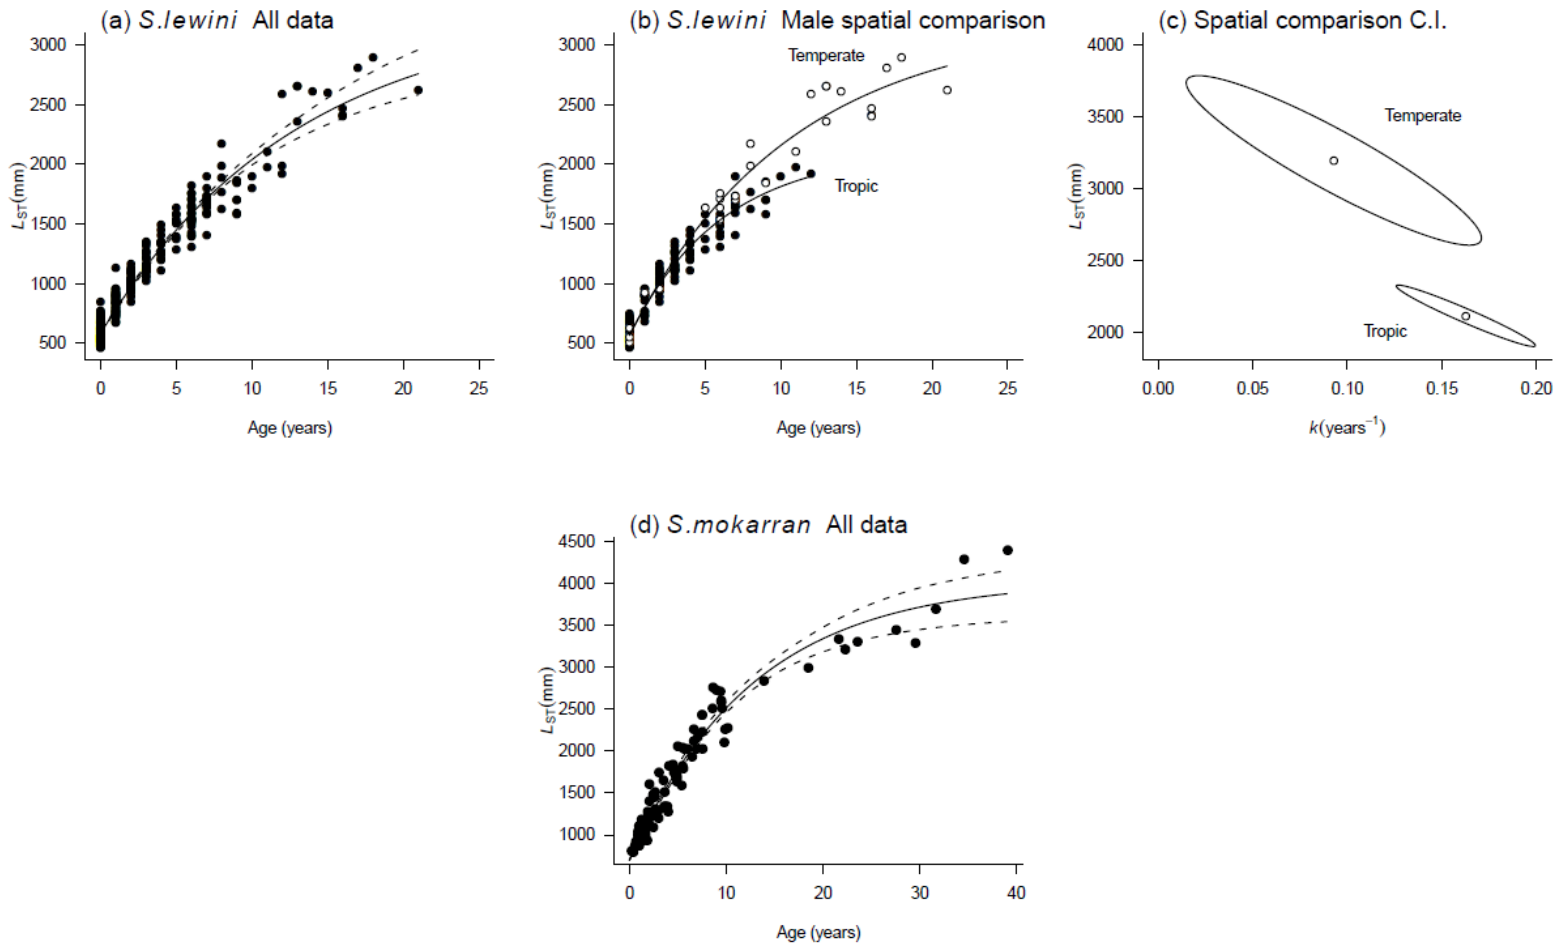 (a) S.lewini All data
3000
2500
2000
1500
1000
500
LST(mm)
0 5 10 15 20 25
Age (years)
(b) S.lewini Male spatial comparison
3000
2500
2000
1500
1000
500
LST(mm)
Temperate
Tropic
0 5 10 15 20 25
Age (years)
(c) Spatial comparison C.I.
4000
3500
3000
2500
2000
LST(mm)
Temperate
Tropic
0.00 0.05 0.10 0.15 0.20
k(years⁻¹)
(d) S.mokarran All data
4500
4000
3500
3000
2500
2000
1500
1000
LST(mm)
0 10 20 30 40
Age (years)